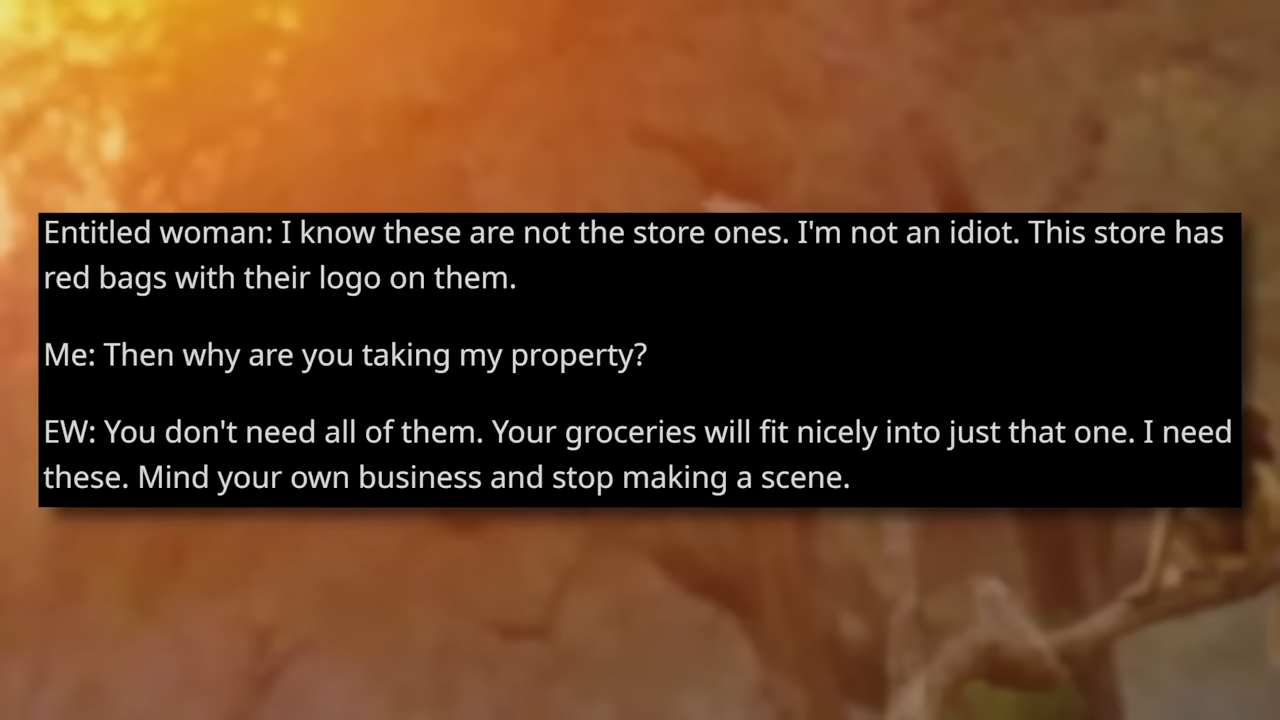 Entitled woman: I know these are not the store ones. I'm not an idiot. This store has
red bags with their logo on them.
Me: Then why are you taking my property?
EW: You don't need all of them. Your groceries will fit nicely into just that one. I need
these. Mind your own business and stop making a scene.